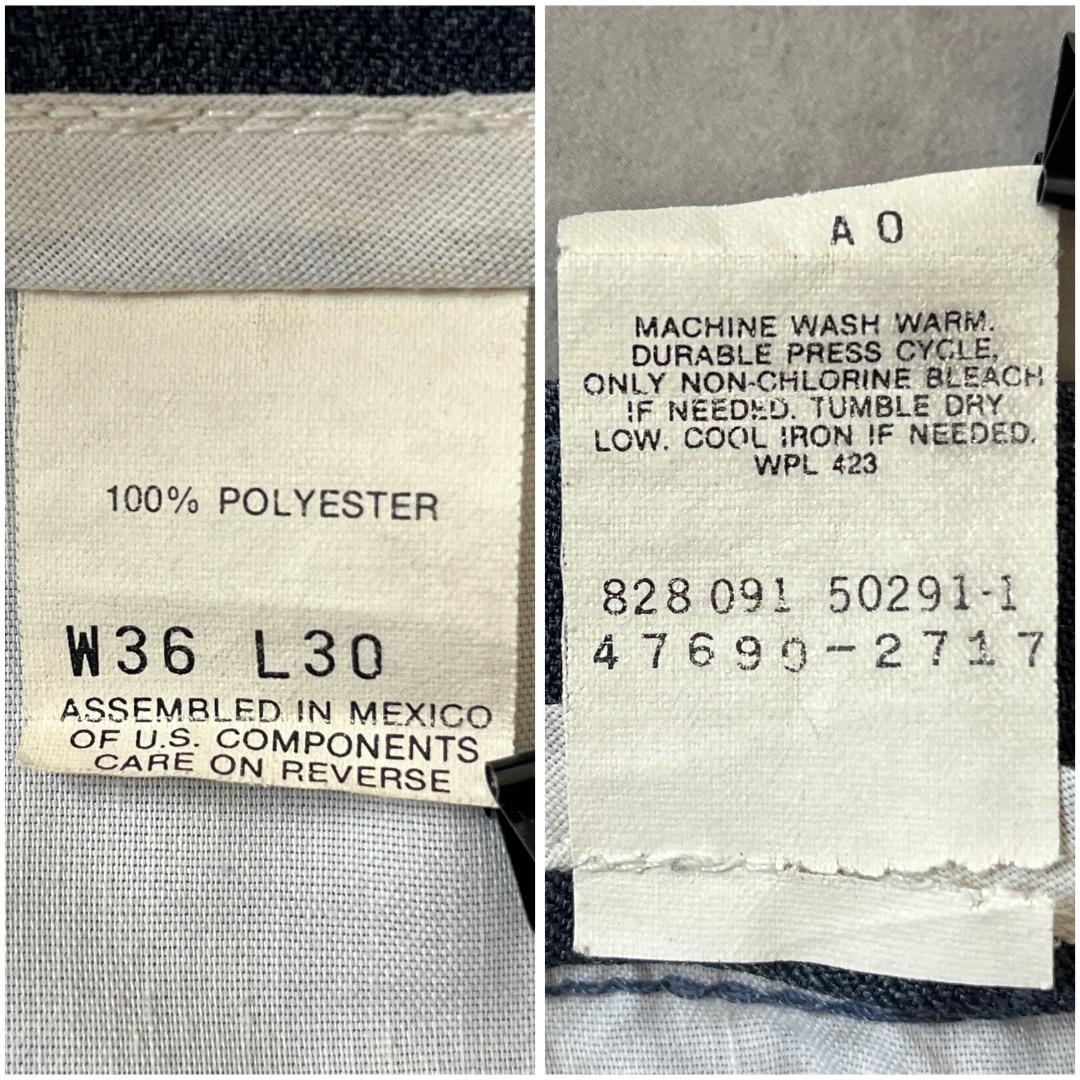 100% POLYESTER
W36 L30
ASSEMBLED IN MEXICO
OF U.S. COMPONENTS
CARE ON REVERSE
A O
MACHINE WASH WARM.
DURABLE PRESS CYCLE,
ONLY NON-CHLORINE BLEACH
IF NEEDED. TUMBLE DRY
LOW. COOL IRON IF NEEDED.
WPL 423
828 091 50291-1
47690-2717